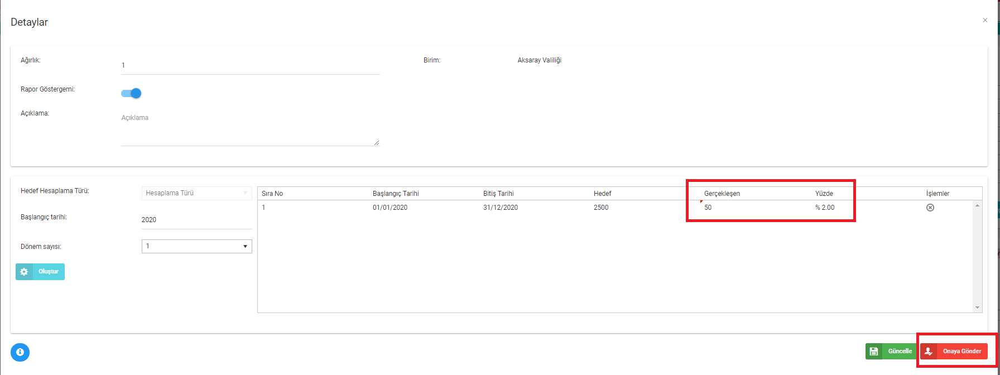 Detaylar
×
Ağırlık:
1
Birim:
Aksaray Valiliği
Rapor Göstergemi:
Açıklama:
Açıklama
Hedef Hesaplama Türü:
Hesaplama Türü
Başlangıç tarihi:
2020
Dönem sayısı:
1
Oluştur
Sıra No Başlangıç Tarihi Bitiş Tarihi Hedef Gerçekleşen Yüzde İşlemler
1 01/01/2020 31/12/2020 2500 50 % 2.00
Güncelle
Onaya Gönder